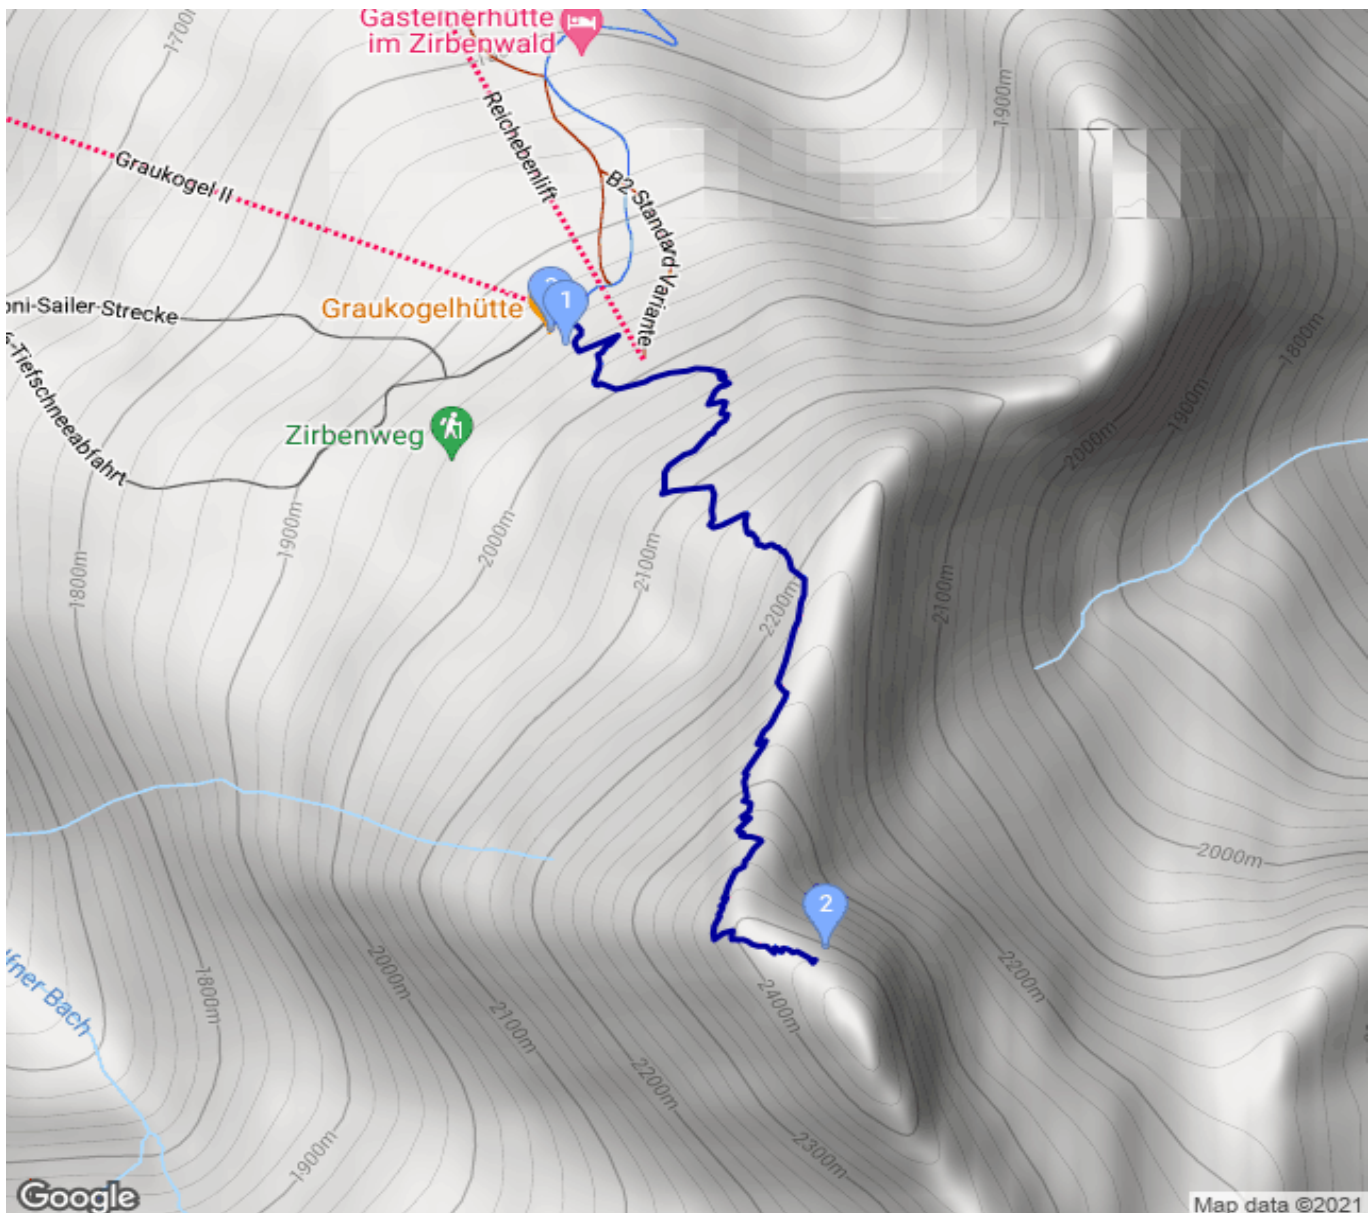 Gasteinerhütte
im Zirbenwald
1700m
1900m
Reichebenlift
Graukogel II
B2-Standard-Variante
oni-Sailer-Strecke
Graukogelhütte
1
1800m
-Tiefschneeabfahrt
Zirbenweg
1900m
2000m
1900m
2000m
2100m
1800m
2200m
2100m
2000m
2
2000m
1800m
2400m
2200m
fner Bach
2100m
2200m
1900m
2300m
Google
Map data ©2021